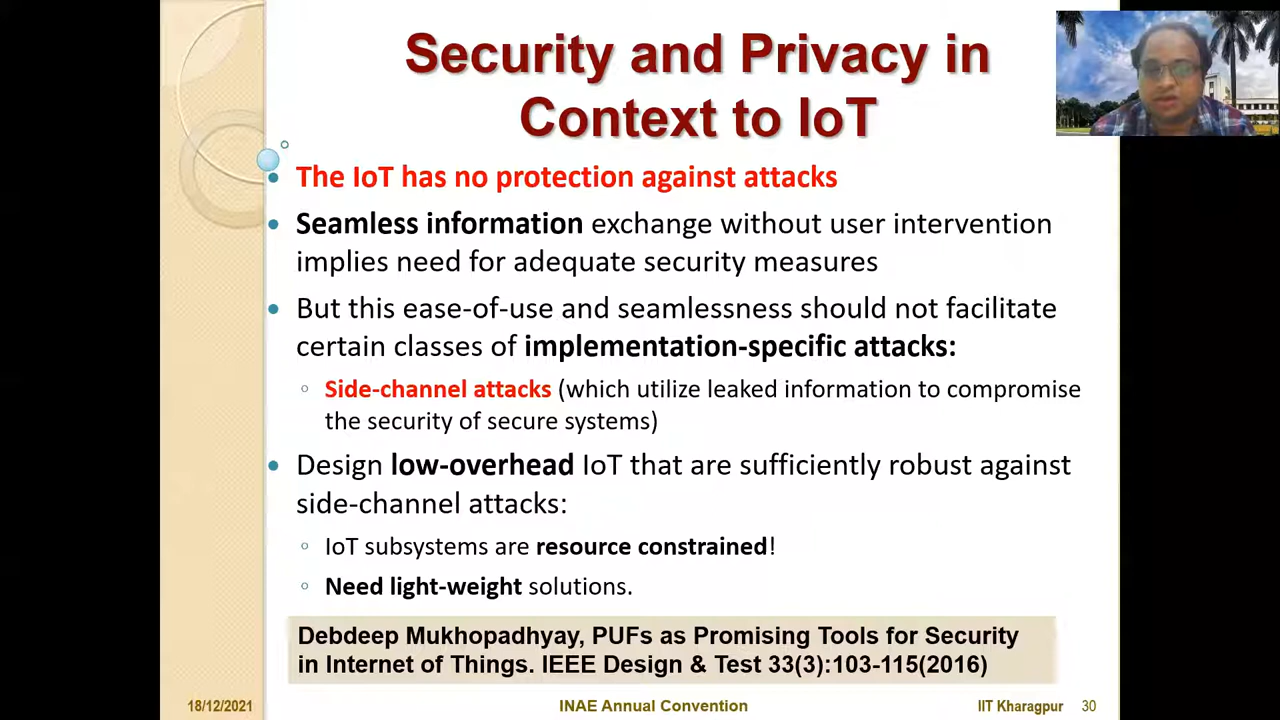 Security and Privacy in
Context to IoT
The IoT has no protection against attacks
Seamless information exchange without user intervention
implies need for adequate security measures
But this ease-of-use and seamlessness should not facilitate
certain classes of implementation-specific attacks:
Side-channel attacks (which utilize leaked information to compromise
the security of secure systems)
Design low-overhead IoT that are sufficiently robust against
side-channel attacks:
IoT subsystems are resource constrained!
Need light-weight solutions.
Debdeep Mukhopadhyay, PUFs as Promising Tools for Security
in Internet of Things. IEEE Design & Test 33(3):103-115(2016)
18/12/2021 INAE Annual Convention IIT Kharagpur 30